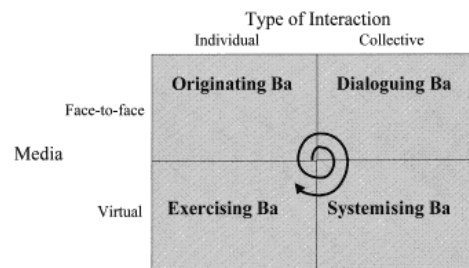 Type of Interaction
Individual Collective
Originating Ba Dialoguing Ba
Face-to-face
Media
Virtual Exercising Ba Systemising Ba